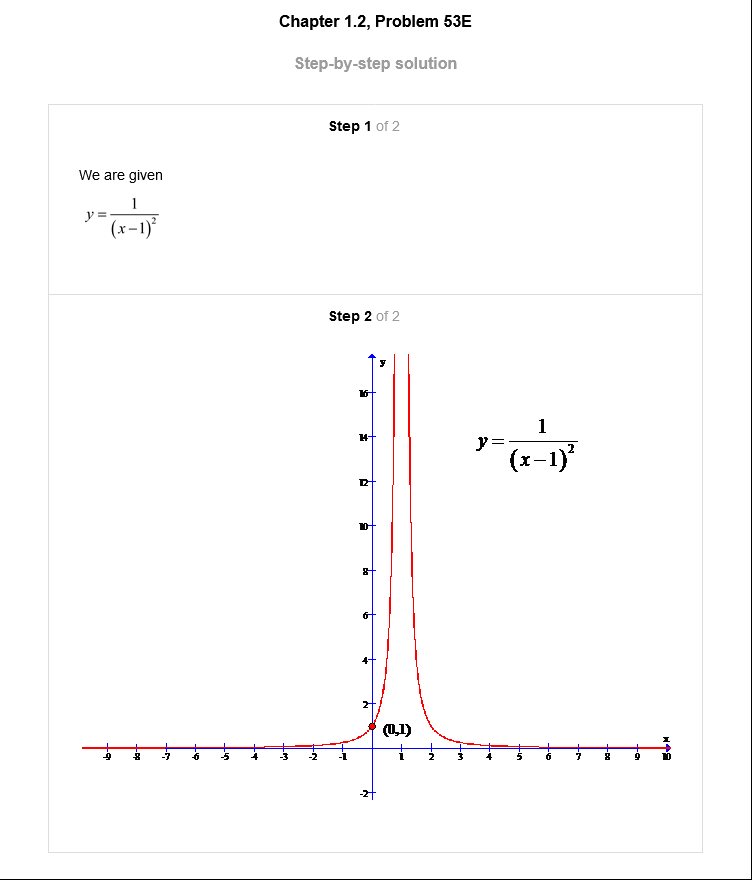 Chapter 1.2, Problem 53E
Step-by-step solution
Step 1 of 2
We are given
y = 1/(x−1)²
Step 2 of 2
y
16
14
y = 1/(x−1)²
12
10
8
6
4
2
(0,1)
x
-9 -8 -7 -6 -5 -4 -3 -2 -1 1 2 3 4 5 6 7 8 9 10
-2